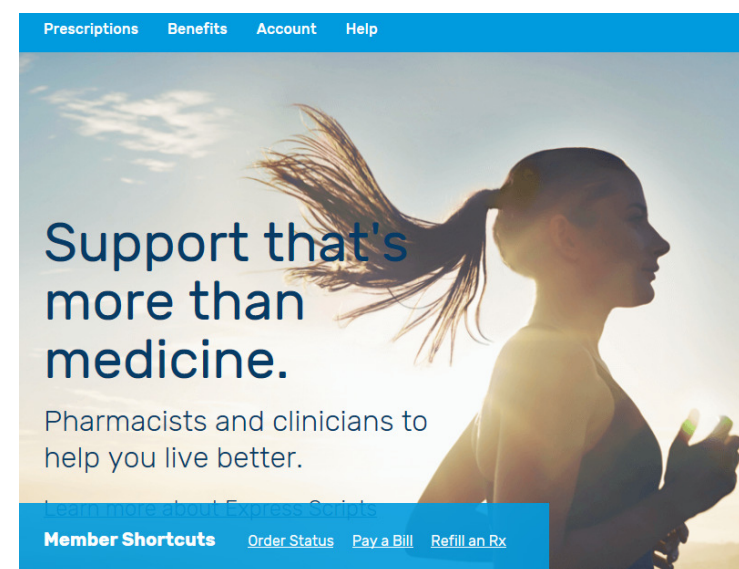 Prescriptions Benefits Account Help
Support that's
more than
medicine.
Pharmacists and clinicians to
help you live better.
Learn more about Express Scripts
Member Shortcuts Order Status Pay a Bill Refill an Rx